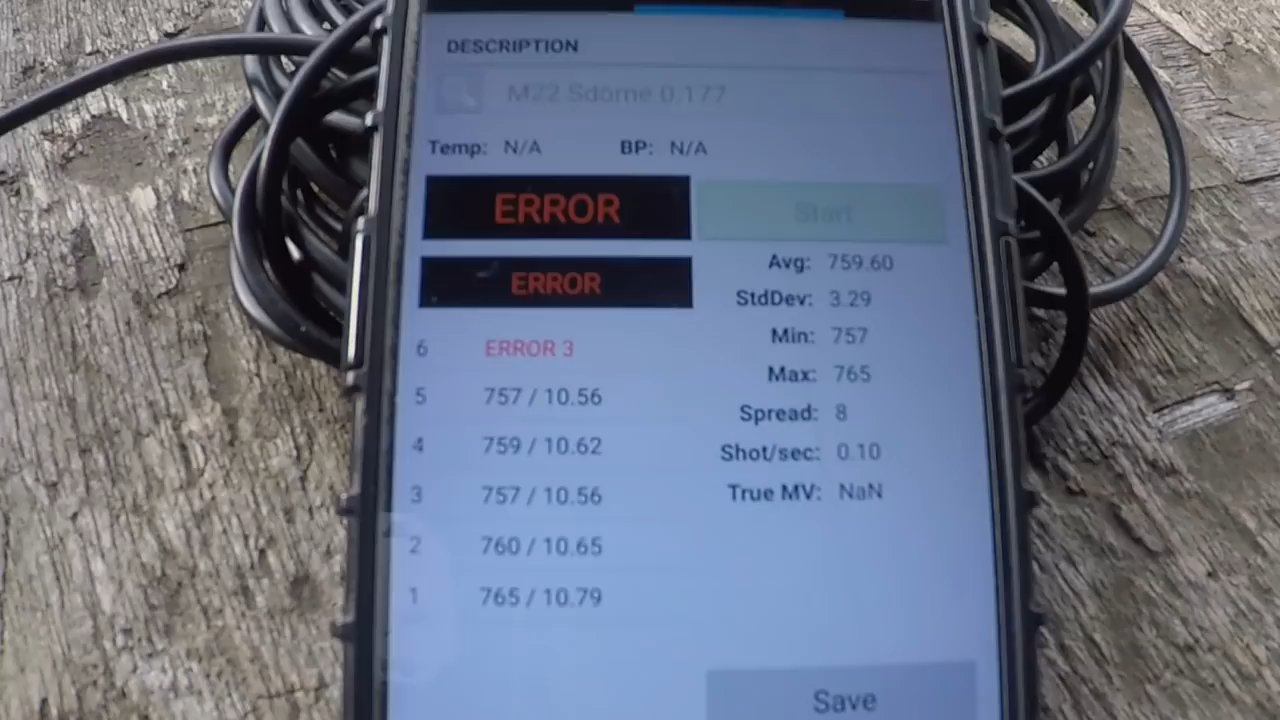 DESCRIPTION
M22 Sdome 0,177
Temp: N/A BP: N/A
ERROR Start
ERROR
Avg: 759.60
StdDev: 3.29
Min: 757
Max: 765
Spread: 8
Shot/sec: 0.10
True MV: NaN
6 ERROR 3
5 757 / 10.56
4 759 / 10.62
3 757 / 10.56
2 760 / 10.65
1 765 / 10.79
Save